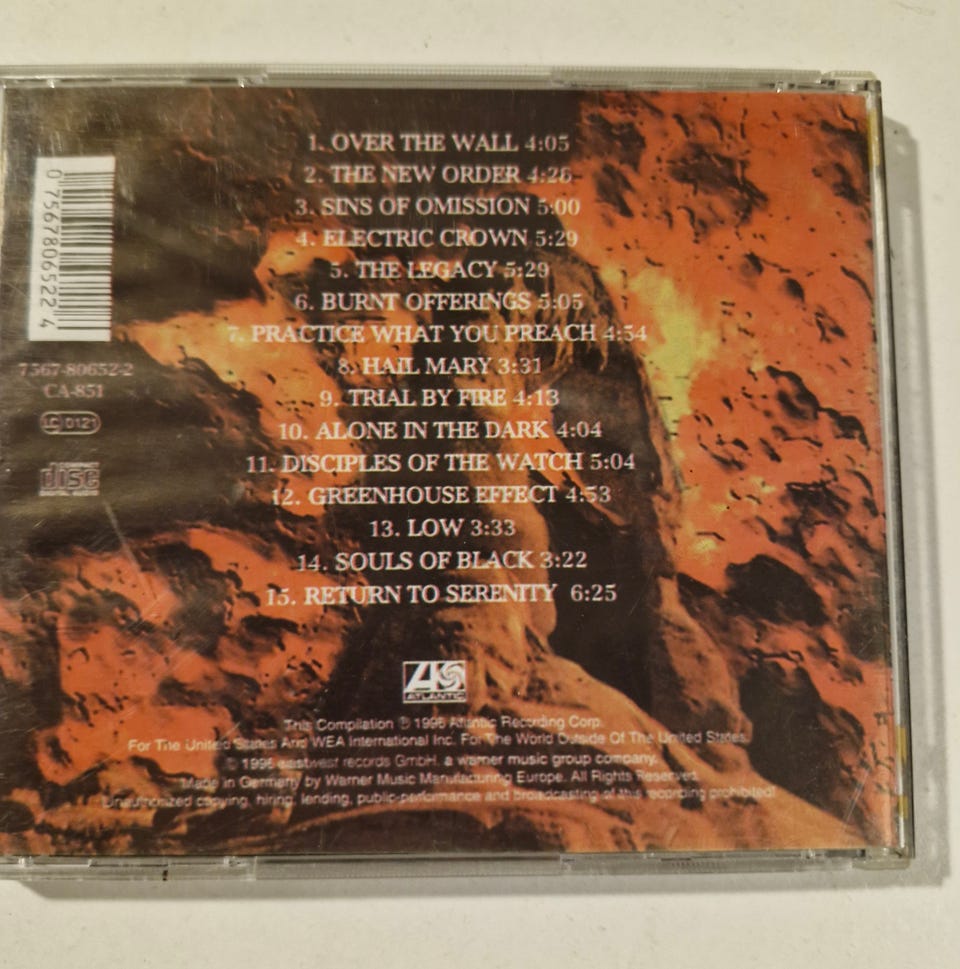 1. OVER THE WALL 4:05
2. THE NEW ORDER 4:26
3. SINS OF OMISSION 5:00
4. ELECTRIC CROWN 5:29
5. THE LEGACY 5:29
6. BURNT OFFERINGS 5:05
7. PRACTICE WHAT YOU PREACH 4:54
8. HAIL MARY 3:31
9. TRIAL BY FIRE 4:13
10. ALONE IN THE DARK 4:04
11. DISCIPLES OF THE WATCH 5:04
12. GREENHOUSE EFFECT 4:53
13. LOW 3:33
14. SOULS OF BLACK 3:22
15. RETURN TO SERENITY 6:25
0 75678 06522 4
7567-80652-2
CA-851
LC 0121
COMPACT
disc
DIGITAL AUDIO
ATLANTIC
This Compilation ℗ 1996 Atlantic Recording Corp.
For The United States And WEA International Inc. For The World Outside Of The United States.
© 1996 eastwest records GmbH. a warner music group company.
Made in Germany by Warner Music Manufacturing Europe. All Rights Reserved.
Unauthorized copying, hiring, lending, public-performance and broadcasting of this recording prohibited!